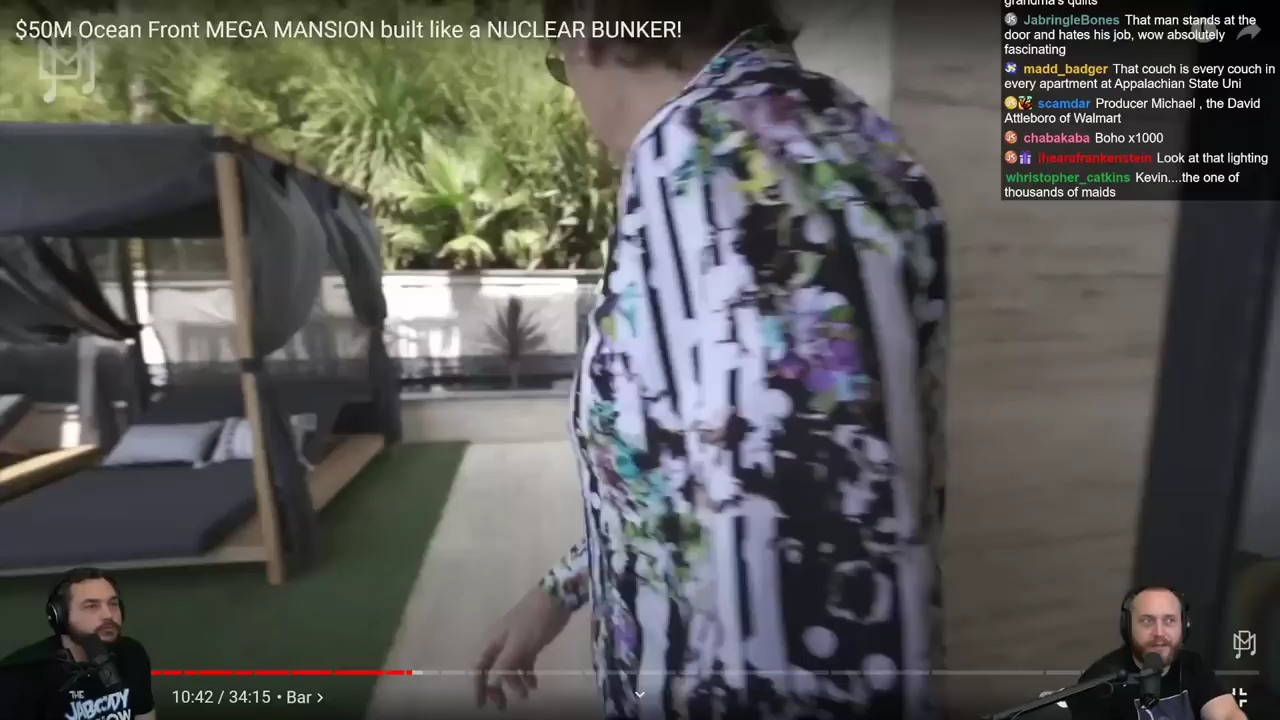 $50M Ocean Front MEGA MANSION built like a NUCLEAR BUNKER!
grandma's quilts
JabringleBones That man stands at the
door and hates his job, wow absolutely
fascinating
madd_badger That couch is every couch in
every apartment at Appalachian State Uni
scamdar Producer Michael , the David
Attleboro of Walmart
chabakaba Boho x1000
ihearafrankenstein Look at that lighting
whristopher_catkins Kevin....the one of
thousands of maids
THE
JABODY
10:42 / 34:15 • Bar >